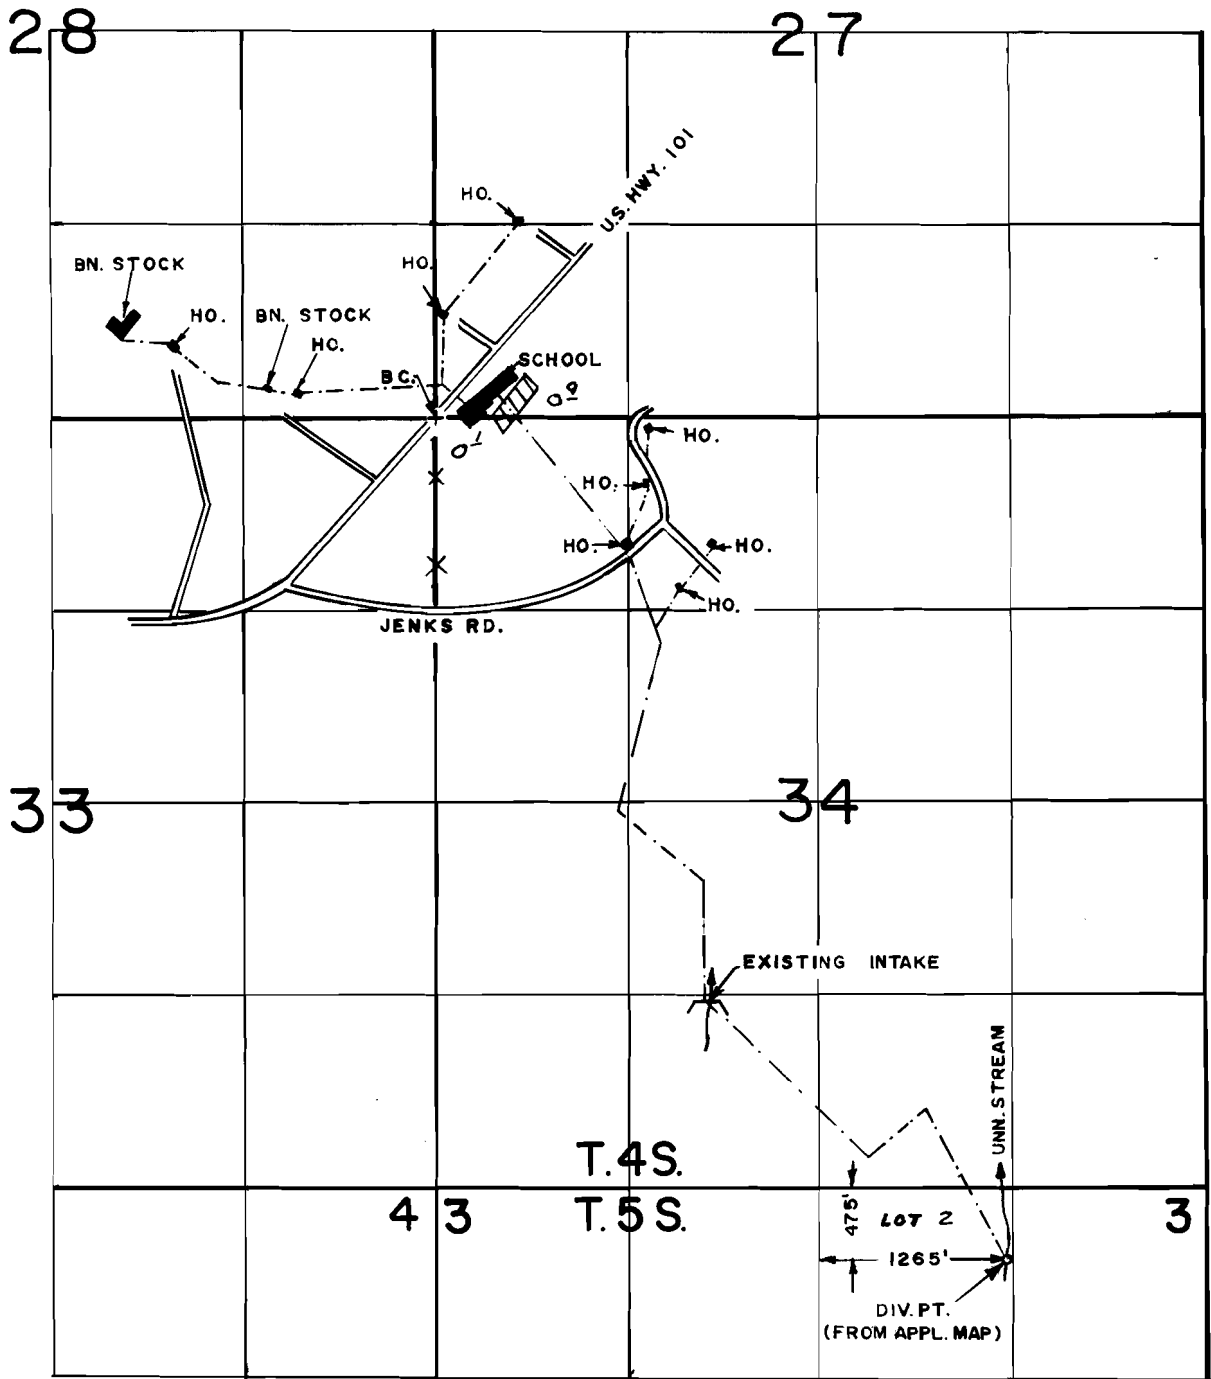 28
27
U.S. HWY. 101
HO.
HO.
BN. STOCK
HO.
BN. STOCK
HO.
BC.
SCHOOL
HO.
HO.
HO.
HO.
HO.
JENKS RD.
33
34
EXISTING INTAKE
UNN. STREAM
T.4S.
4 3
T.5S.
475'
LOT 2
3
1265'
DIV. PT.
(FROM APPL. MAP)